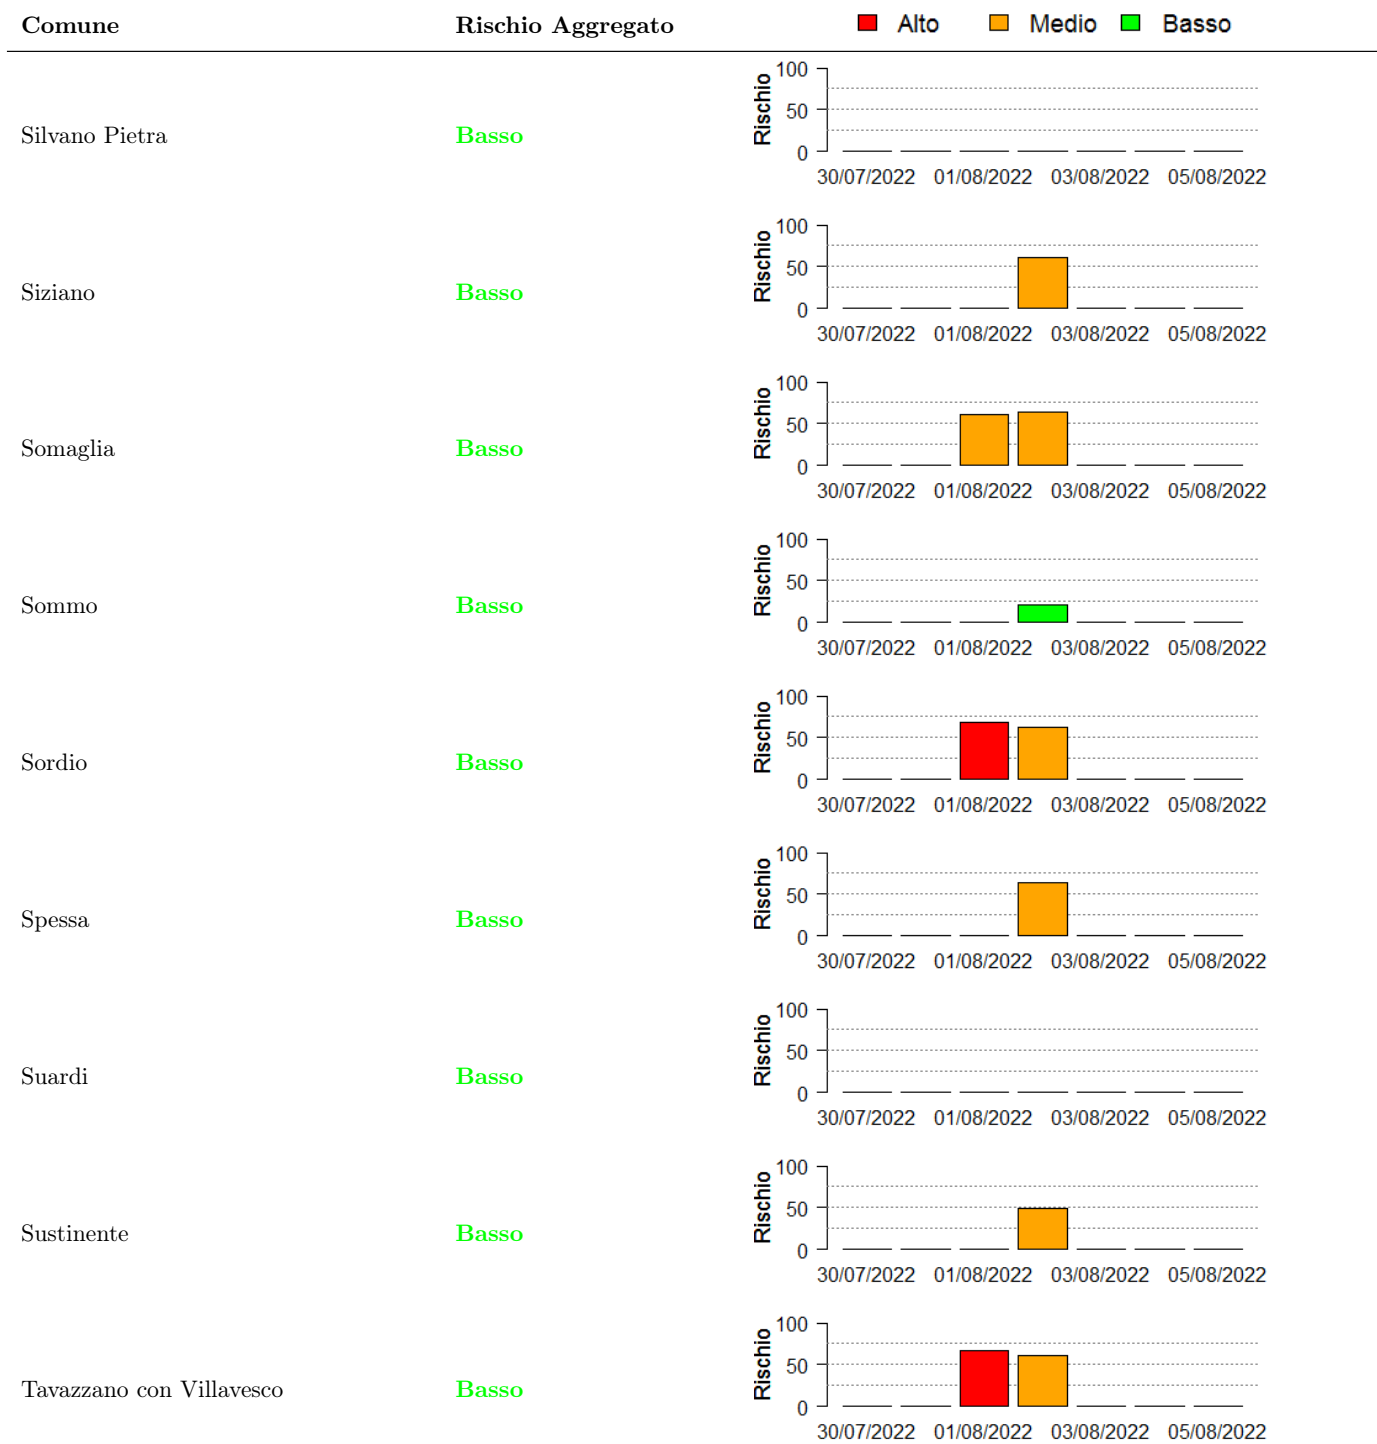 Comune Rischio Aggregato Alto Medio Basso
100
50
0
Rischio
Silvano Pietra Basso
30/07/2022 01/08/2022 03/08/2022 05/08/2022
100
50
0
Rischio
Siziano Basso
30/07/2022 01/08/2022 03/08/2022 05/08/2022
100
50
0
Rischio
Somaglia Basso
30/07/2022 01/08/2022 03/08/2022 05/08/2022
100
50
0
Rischio
Sommo Basso
30/07/2022 01/08/2022 03/08/2022 05/08/2022
100
50
0
Rischio
Sordio Basso
30/07/2022 01/08/2022 03/08/2022 05/08/2022
100
50
0
Rischio
Spessa Basso
30/07/2022 01/08/2022 03/08/2022 05/08/2022
100
50
0
Rischio
Suardi Basso
30/07/2022 01/08/2022 03/08/2022 05/08/2022
100
50
0
Rischio
Sustinente Basso
30/07/2022 01/08/2022 03/08/2022 05/08/2022
100
50
0
Rischio
Tavazzano con Villavesco Basso
30/07/2022 01/08/2022 03/08/2022 05/08/2022